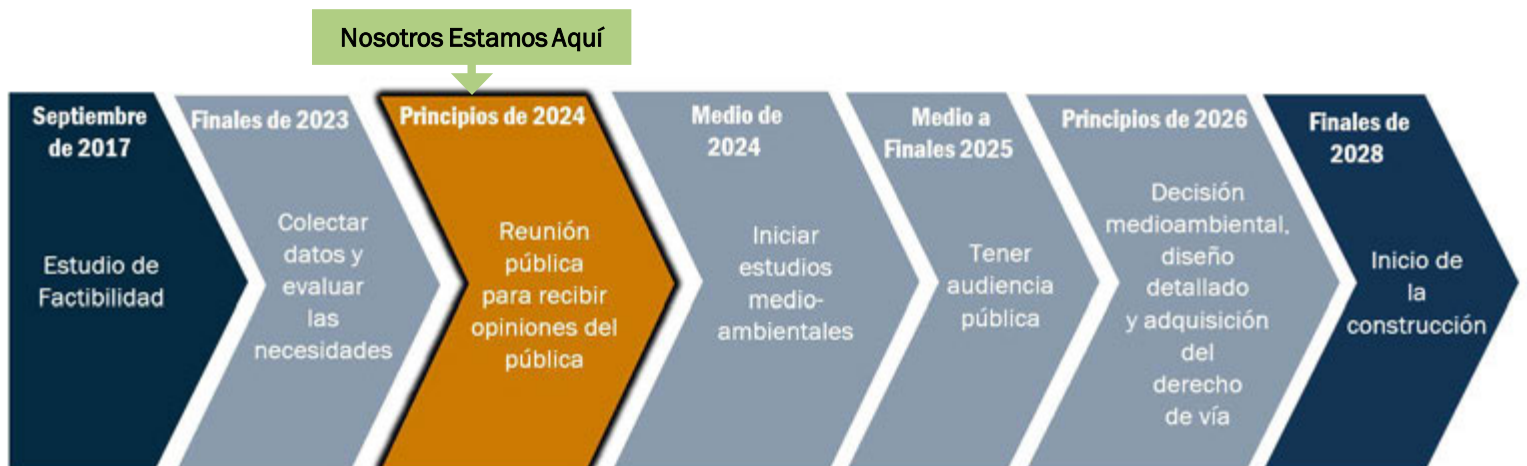 Nosotros Estamos Aquí
Septiembre
de 2017
Estudio de
Factibilidad
Finales de 2023
Colectar
datos y
evaluar
las
necesidades
Principios de 2024
Reunión
pública
para recibir
opiniones del
pública
Medio de
2024
Iniciar
estudios
medio-
ambientales
Medio a
Finales 2025
Tener
audiencia
pública
Principios de 2026
Decisión
medioambiental,
diseño
detallado
y adquisición
del
derecho
de vía
Finales de
2028
Inicio de
la
construcción